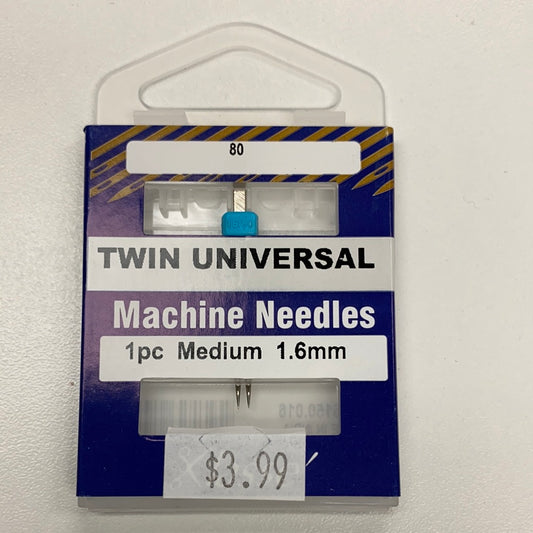 80
TWIN UNIVERSAL
Machine Needles
1pc Medium 1.6mm
$3.99